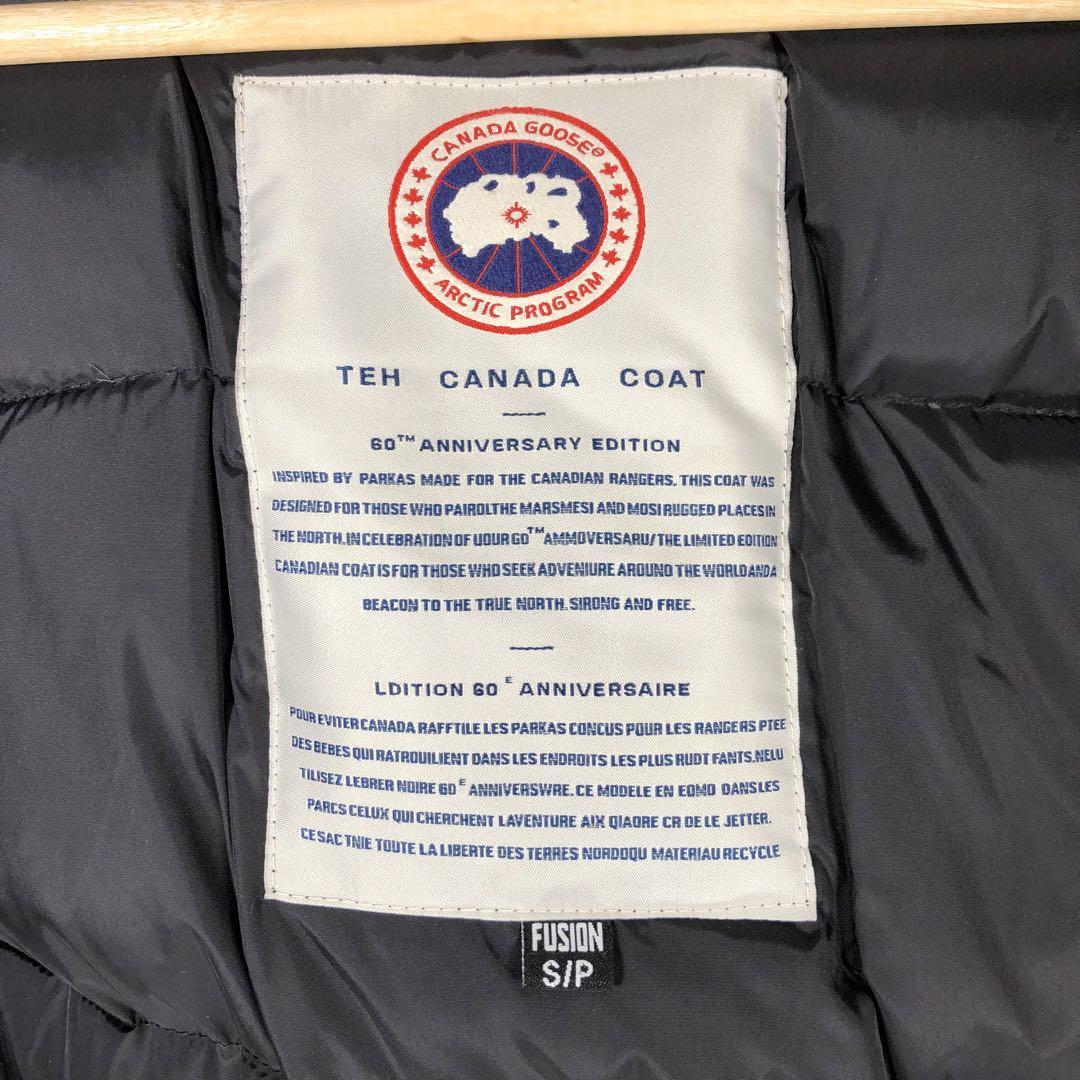 CANADA GOOSE®
ARCTIC PROGRAM
TEH CANADA COAT
60TM ANNIVERSARY EDITION
INSPIRED BY PARKAS MADE FOR THE CANADIAN RANGERS. THIS COAT WAS
DESIGNED FOR THOSE WHO PAIROLTHE MARSMESI AND MOSI RUGGED PLACES IN
THE NORTH. IN CELEBRATION OF UOUR GOTM AMMOVERSARU/THE LIMITED EDITION
CANADIAN COAT IS FOR THOSE WHO SEEK ADVENIURE AROUND THE WORLD AND A
BEACON TO THE TRUE NORTH. SIRONG AND FREE.
LDITION 60 E ANNIVERSAIRE
POUR EVITER CANADA RAFFTILE LES PARKAS CONCUS POUR LES RANGERS PTEE
DES BEBES QUI RATROUILIENT DANS LES ENDROITS LES PLUS RUDT FANTS. NELU
TILISEZ LEBRER NOIRE 60 E ANNIVERSWRE. CE MODELE EN EOMO DANS LES
PARCS CELUX QUI CHERCHENT LAVENTURE AIX QIAORE CR DE LE JETTER.
CE SAC TNIE TOUTE LA LIBERTE DES TERRES NORDOQU MATERIAU RECYCLE
FUSION
S/P